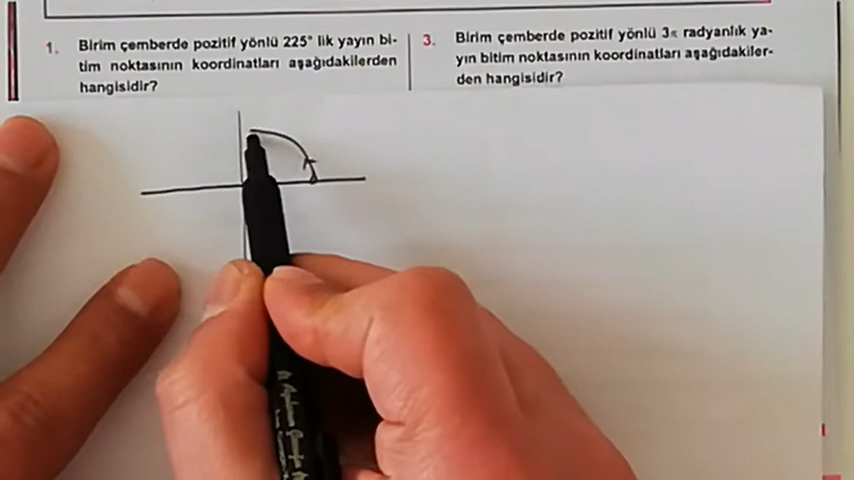 1. Birim çemberde pozitif yönlü 225° lik yayın bi-
tim noktasının koordinatları aşağıdakilerden
hangisidir?
3. Birim çemberde pozitif yönlü 3π radyanlık ya-
yın bitim noktasının koordinatları aşağıdakiler-
den hangisidir?